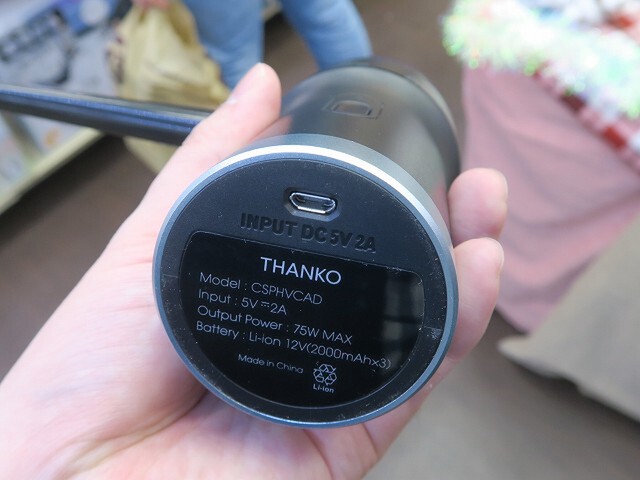 INPUT DC 5V 2A
THANKO
Model : CSPHVCAD
Input : 5V⎓2A
Output Power : 75W MAX
Battery : Li-ion 12V(2000mAhx3)
Made in China
Li-ion